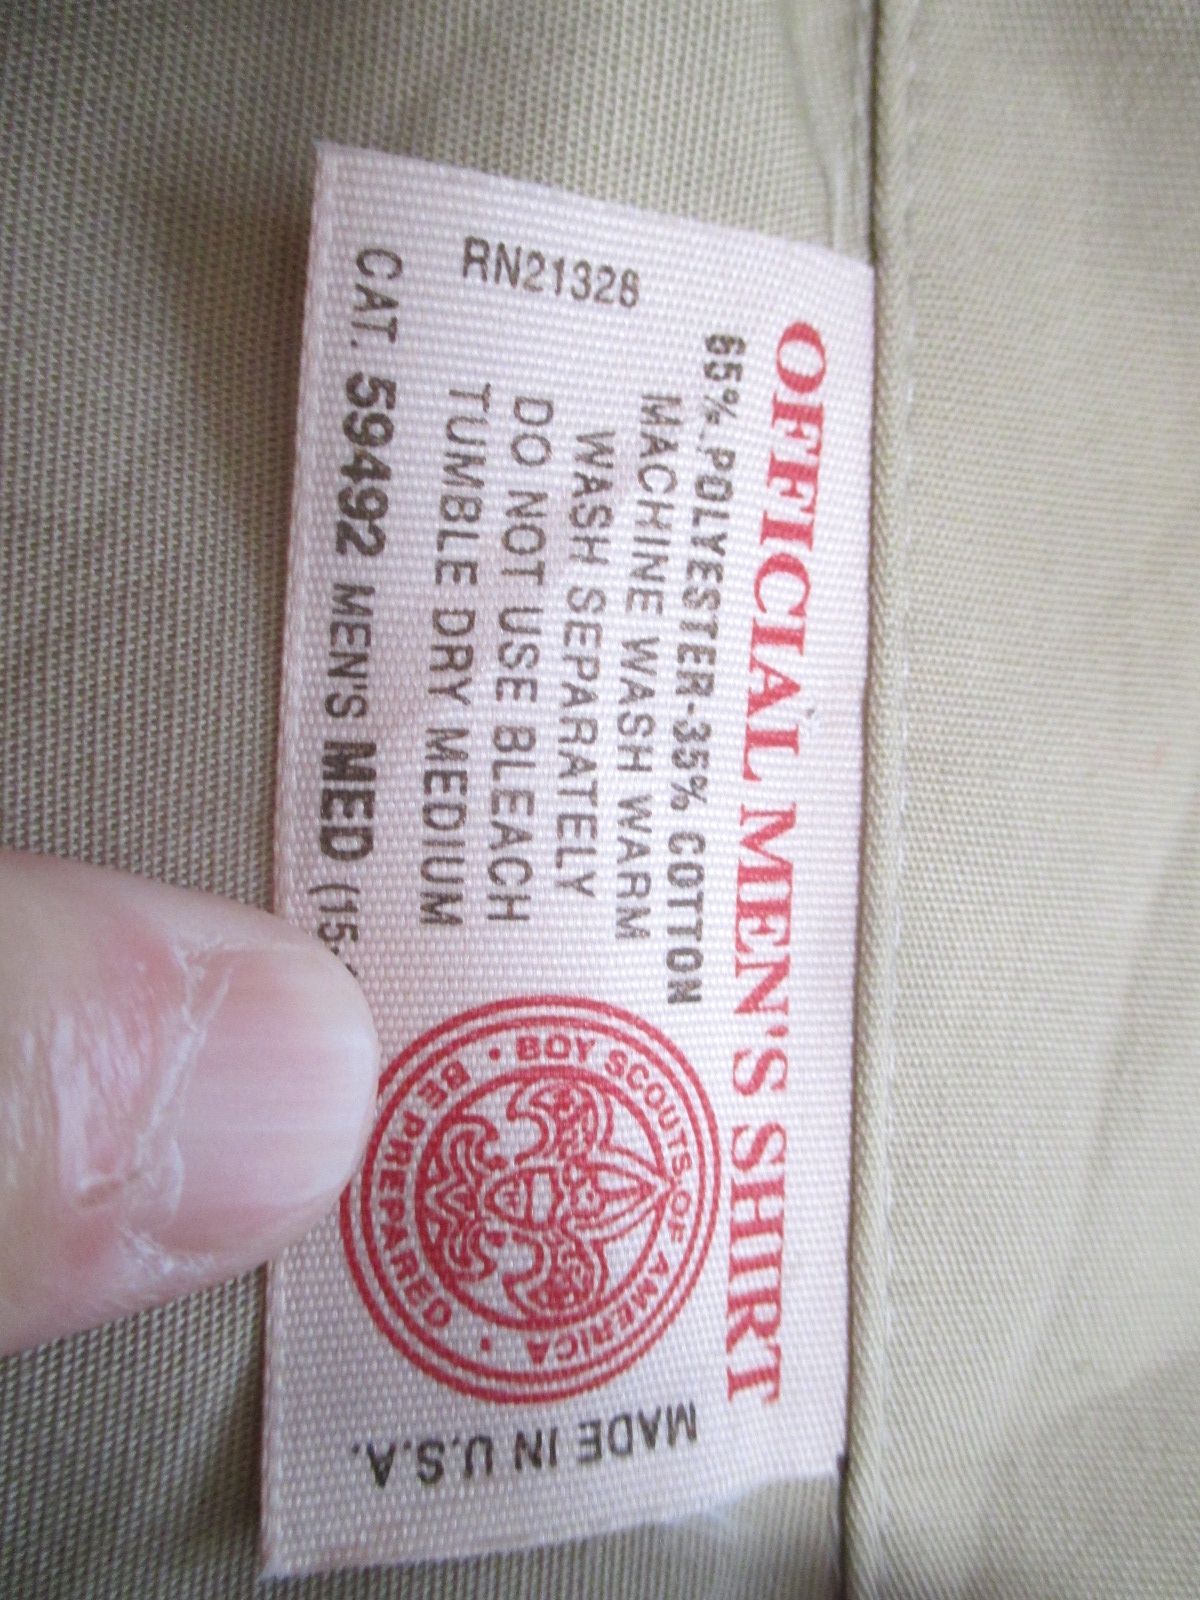 OFFICIAL MEN'S SHIRT
65% POLYESTER-35% COTTON
MACHINE WASH WARM
WASH SEPARATELY
DO NOT USE BLEACH
TUMBLE DRY MEDIUM
CAT. 59492 MEN'S MED (15-
RN21328
BOY SCOUTS OF AMERICA
• BE PREPARED •
MADE IN U.S.A.